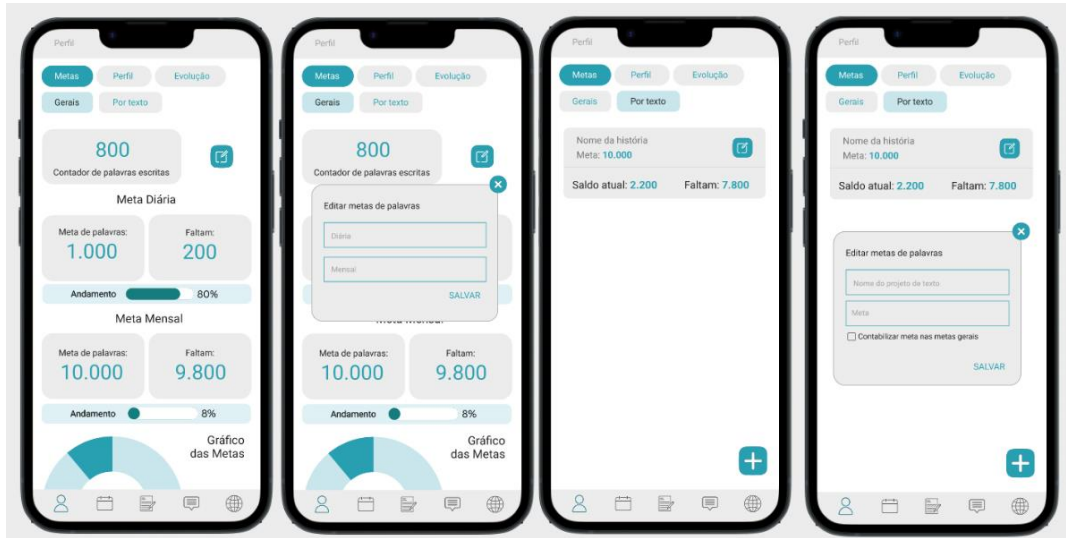 Perfil
Metas Perfil Evolução
Gerais Por texto
800
Contador de palavras escritas
Meta Diária
Meta de palavras: Faltam:
1.000 200
Andamento 80%
Meta Mensal
Meta de palavras: Faltam:
10.000 9.800
Andamento 8%
Gráfico
das Metas
Perfil
Metas Perfil Evolução
Gerais Por texto
800
Contador de palavras escritas
Editar metas de palavras
Diária
Mensal
SALVAR
Meta Mensal
Meta de palavras: Faltam:
10.000 9.800
Andamento 8%
Gráfico
das Metas
Perfil
Metas Perfil Evolução
Gerais Por texto
Nome da história
Meta: 10.000
Saldo atual: 2.200 Faltam: 7.800
Perfil
Metas Perfil Evolução
Gerais Por texto
Nome da história
Meta: 10.000
Saldo atual: 2.200 Faltam: 7.800
Editar metas de palavras
Nome do projeto de texto
Meta
Contabilizar meta nas metas gerais
SALVAR